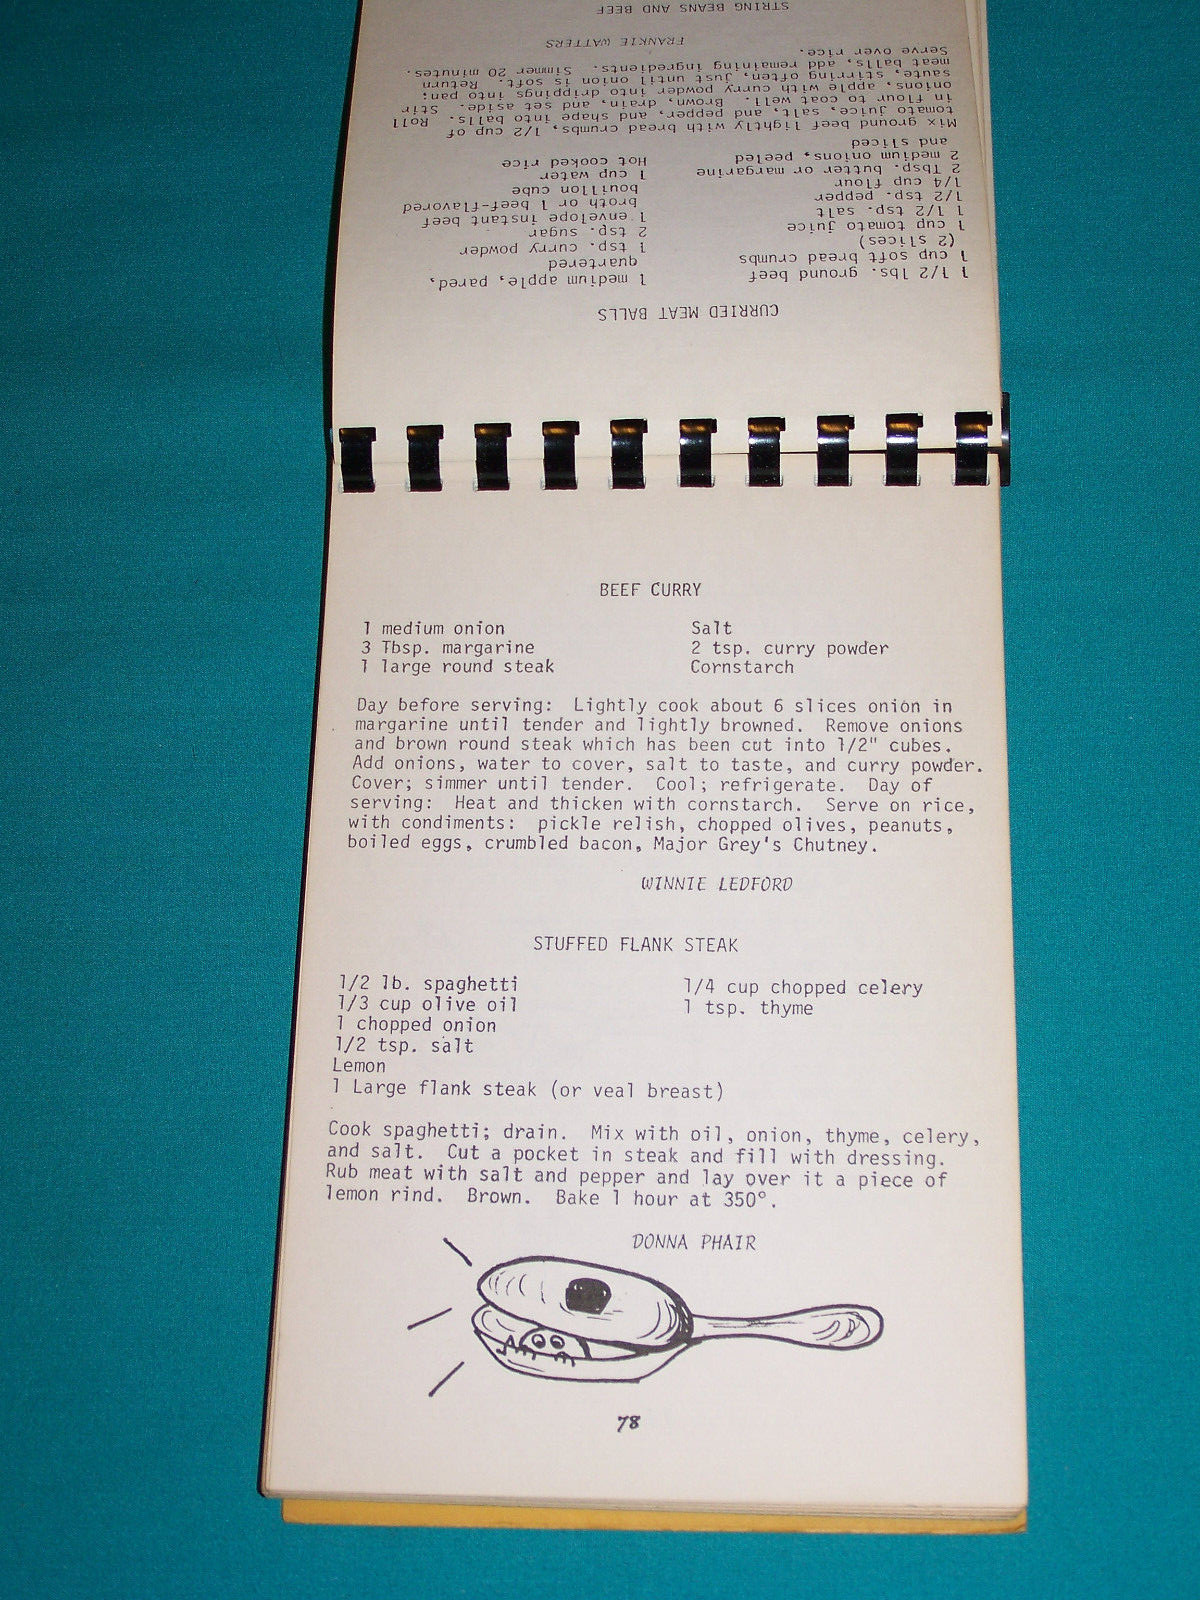 STRING BEANS AND BEEF
FRANKIE WATTERS
Mix ground beef lightly with bread crumbs, 1/2 cup of
tomato juice, salt, and pepper, and shape into balls. Roll
in flour to coat well. Brown, drain, and set aside. Stir
onions, apple with curry powder into drippings into pan;
saute, stirring often, just until onion is soft. Return
meat balls, add remaining ingredients. Simmer 20 minutes.
Serve over rice.
CURRIED MEAT BALLS
1 1/2 lbs. ground beef
1 cup soft bread crumbs
(2 slices)
1 cup tomato juice
1 1/2 tsp. salt
1/2 tsp. pepper
1/4 cup flour
2 Tbsp. butter or margarine
2 medium onions, peeled
and sliced
1 medium apple, pared,
quartered
1 tsp. curry powder
2 tsp. sugar
1 envelope instant beef
broth or 1 beef-flavored
bouillon cube
1 cup water
Hot cooked rice
BEEF CURRY
1 medium onion
3 Tbsp. margarine
1 large round steak
Salt
2 tsp. curry powder
Cornstarch
Day before serving: Lightly cook about 6 slices onion in
margarine until tender and lightly browned. Remove onions
and brown round steak which has been cut into 1/2" cubes.
Add onions, water to cover, salt to taste, and curry powder.
Cover; simmer until tender. Cool; refrigerate. Day of
serving: Heat and thicken with cornstarch. Serve on rice,
with condiments: pickle relish, chopped olives, peanuts,
boiled eggs, crumbled bacon, Major Grey's Chutney.
WINNIE LEDFORD
STUFFED FLANK STEAK
1/2 lb. spaghetti
1/3 cup olive oil
1 chopped onion
1/2 tsp. salt
Lemon
1 Large flank steak (or veal breast)
1/4 cup chopped celery
1 tsp. thyme
Cook spaghetti; drain. Mix with oil, onion, thyme, celery,
and salt. Cut a pocket in steak and fill with dressing.
Rub meat with salt and pepper and lay over it a piece of
lemon rind. Brown. Bake 1 hour at 350°.
DONNA PHAIR
78